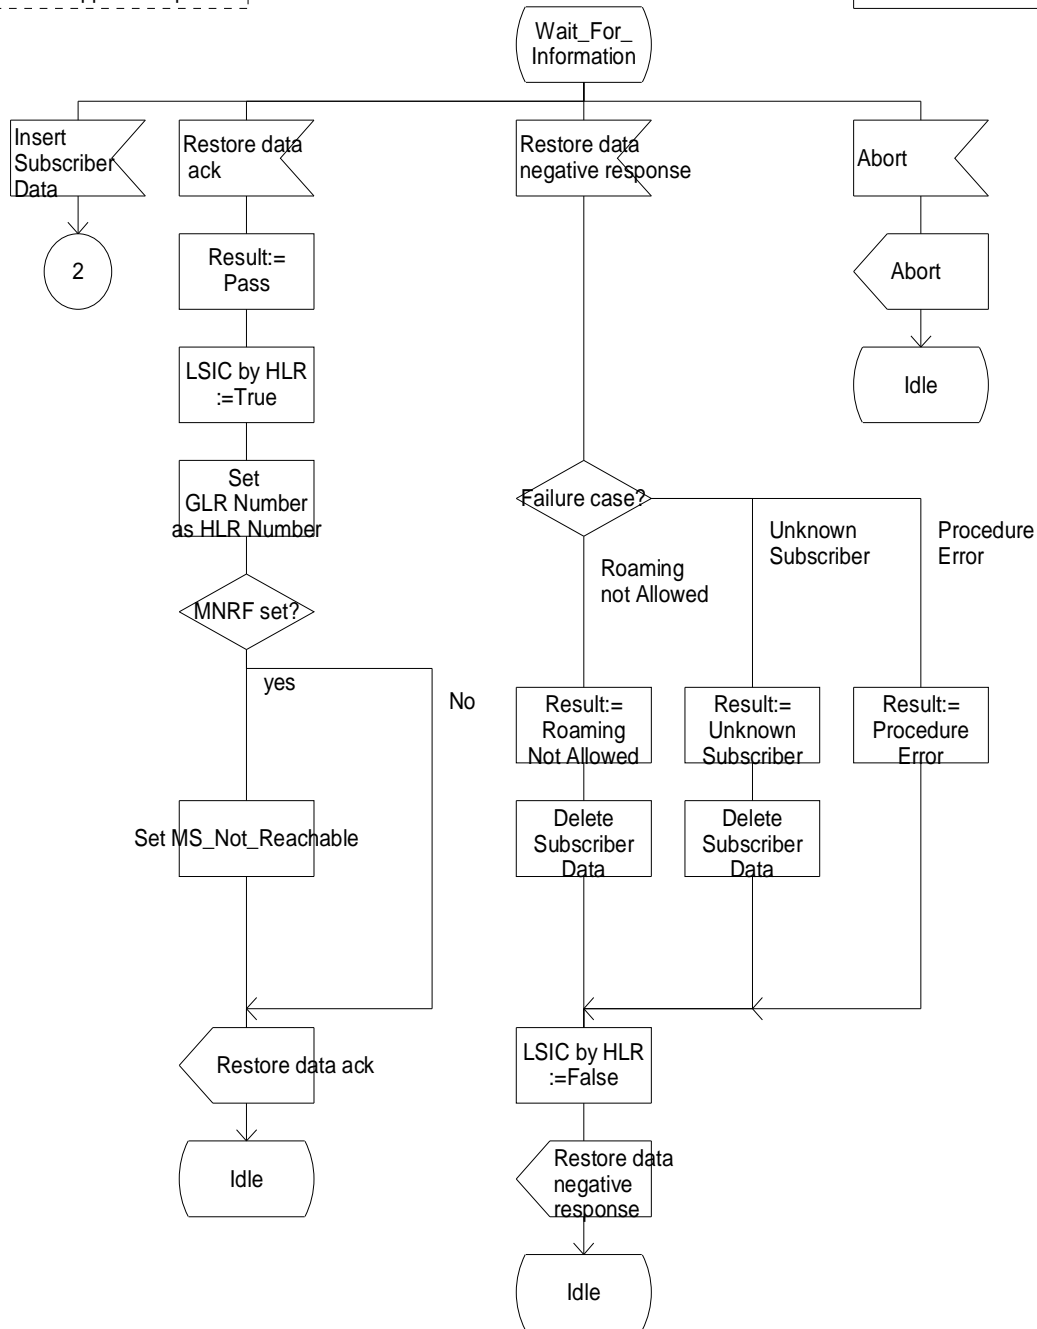 Wait_For_
Information
Insert
Subscriber
Data
Restore data
ack
Restore data
negative response
Abort
2
Result:=
Pass
Abort
LSIC by HLR
:=True
Idle
Set
GLR Number
as HLR Number
Failure case?
Unknown
Subscriber
Procedure
Error
Roaming
not Allowed
MNRF set?
yes
No
Result:=
Roaming
Not Allowed
Result:=
Unknown
Subscriber
Result:=
Procedure
Error
Set MS_Not_Reachable
Delete
Subscriber
Data
Delete
Subscriber
Data
Restore data ack
LSIC by HLR
:=False
Idle
Restore data
negative
response
Idle